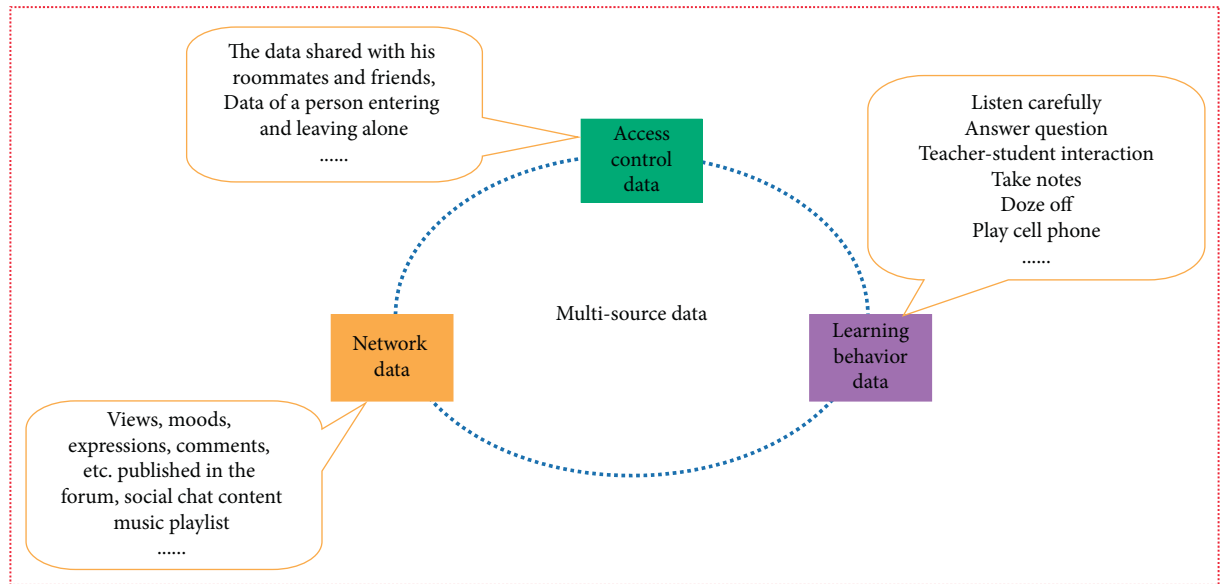 The data shared with his
roommates and friends,
Data of a person entering
and leaving alone
......
Access
control
data
Listen carefully
Answer question
Teacher-student interaction
Take notes
Doze off
Play cell phone
......
Multi-source data
Network
data
Learning
behavior
data
Views, moods,
expressions, comments,
etc. published in the
forum, social chat content
music playlist
......